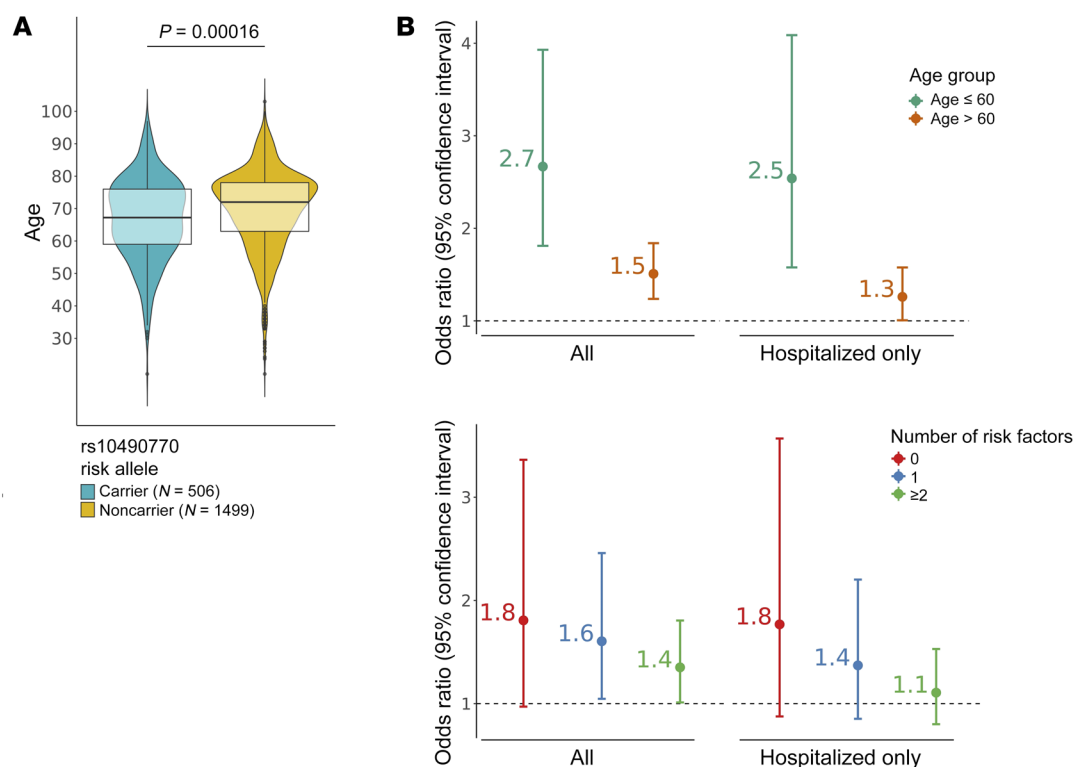 A
P = 0.00016
Age
100
90
80
70
60
50
40
30
rs10490770
risk allele
Carrier (N = 506)
Noncarrier (N = 1499)
B
Odds ratio (95% confidence interval)
4
3
2
1
2.7
1.5
2.5
1.3
All
Hospitalized only
Age group
Age ≤ 60
Age > 60
Odds ratio (95% confidence interval)
3
2
1
1.8
1.6
1.4
1.8
1.4
1.1
All
Hospitalized only
Number of risk factors
0
1
≥2